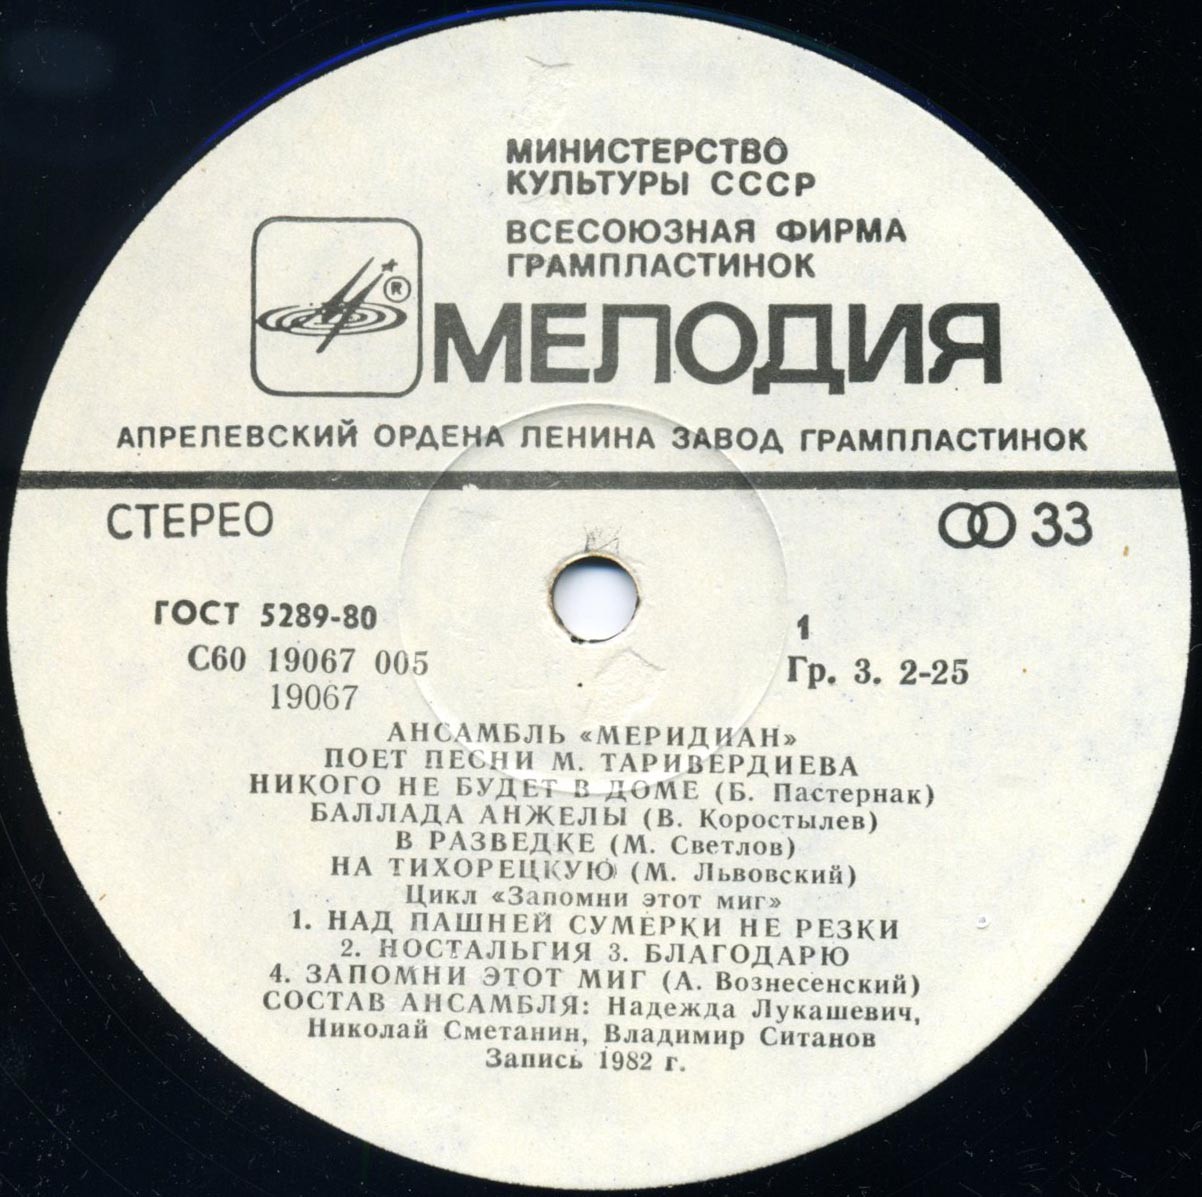 МИНИСТЕРСТВО
КУЛЬТУРЫ СССР
ВСЕСОЮЗНАЯ ФИРМА
ГРАМПЛАСТИНОК
®
МЕЛОДИЯ
АПРЕЛЕВСКИЙ ОРДЕНА ЛЕНИНА ЗАВОД ГРАМПЛАСТИНОК
СТЕРЕО
33
ГОСТ 5289-80
1
С60 19067 005
Гр. 3. 2-25
19067
АНСАМБЛЬ «МЕРИДИАН»
ПОЕТ ПЕСНИ М. ТАРИВЕРДИЕВА
НИКОГО НЕ БУДЕТ В ДОМЕ (Б. Пастернак)
БАЛЛАДА АНЖЕЛЫ (В. Коростылев)
В РАЗВЕДКЕ (М. Светлов)
НА ТИХОРЕЦКУЮ (М. Львовский)
Цикл «Запомни этот миг»
1. НАД ПАШНЕЙ СУМЕРКИ НЕ РЕЗКИ
2. НОСТАЛЬГИЯ 3. БЛАГОДАРЮ
4. ЗАПОМНИ ЭТОТ МИГ (А. Вознесенский)
СОСТАВ АНСАМБЛЯ: Надежда Лукашевич,
Николай Сметанин, Владимир Ситанов
Запись 1982 г.